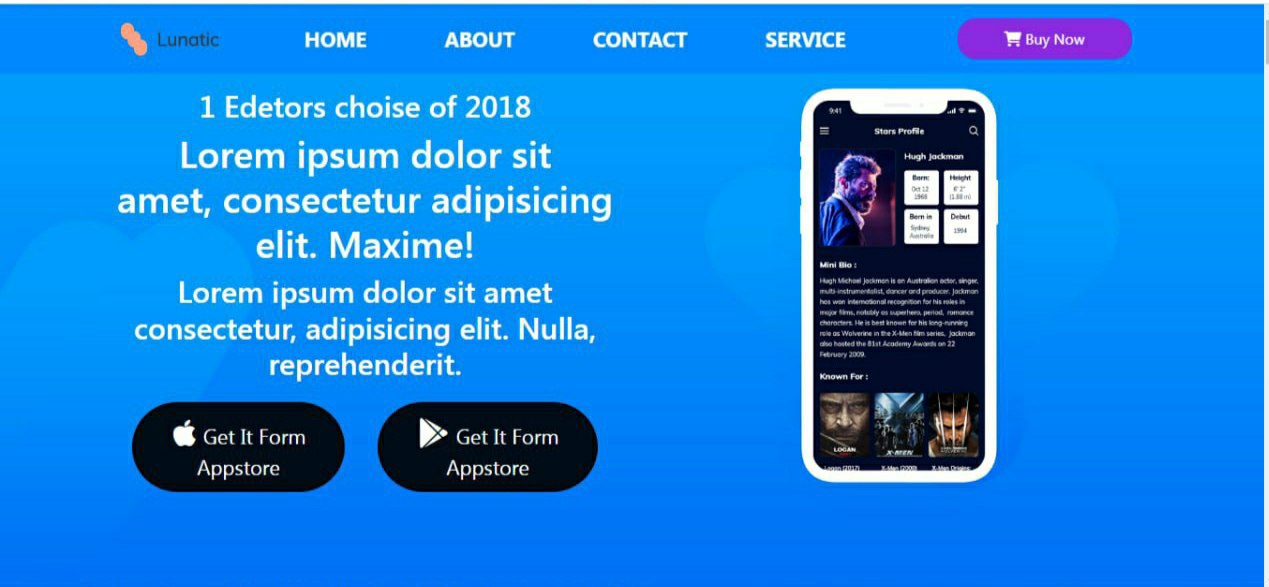 Lunatic
HOME
ABOUT
CONTACT
SERVICE
Buy Now
1 Edetors choise of 2018
Lorem ipsum dolor sit
amet, consectetur adipisicing
elit. Maxime!
Lorem ipsum dolor sit amet
consectetur, adipisicing elit. Nulla,
reprehenderit.
Get It Form
Appstore
Get It Form
Appstore
9:41
Stars Profile
Hugh Jackman
Born:
Oct 12
1968
Height
6' 2"
(1.88 m)
Born in
Sydney,
Australia
Debut
1994
Mini Bio :
Hugh Michael Jackman is an Australian actor, singer,
multi-instrumentalist, dancer and producer. Jackman
has won international recognition for his roles in
major films, notably as superhero, period, romance
characters. He is best known for his long-running
role as Wolverine in the X-Men film series, Jackman
also hosted the 81st Academy Awards on 22
February 2009.
Known For :
LOGAN
X-MEN
WOLVERINE
Logan (2017)
X-Men (2000)
X-Men Origins: